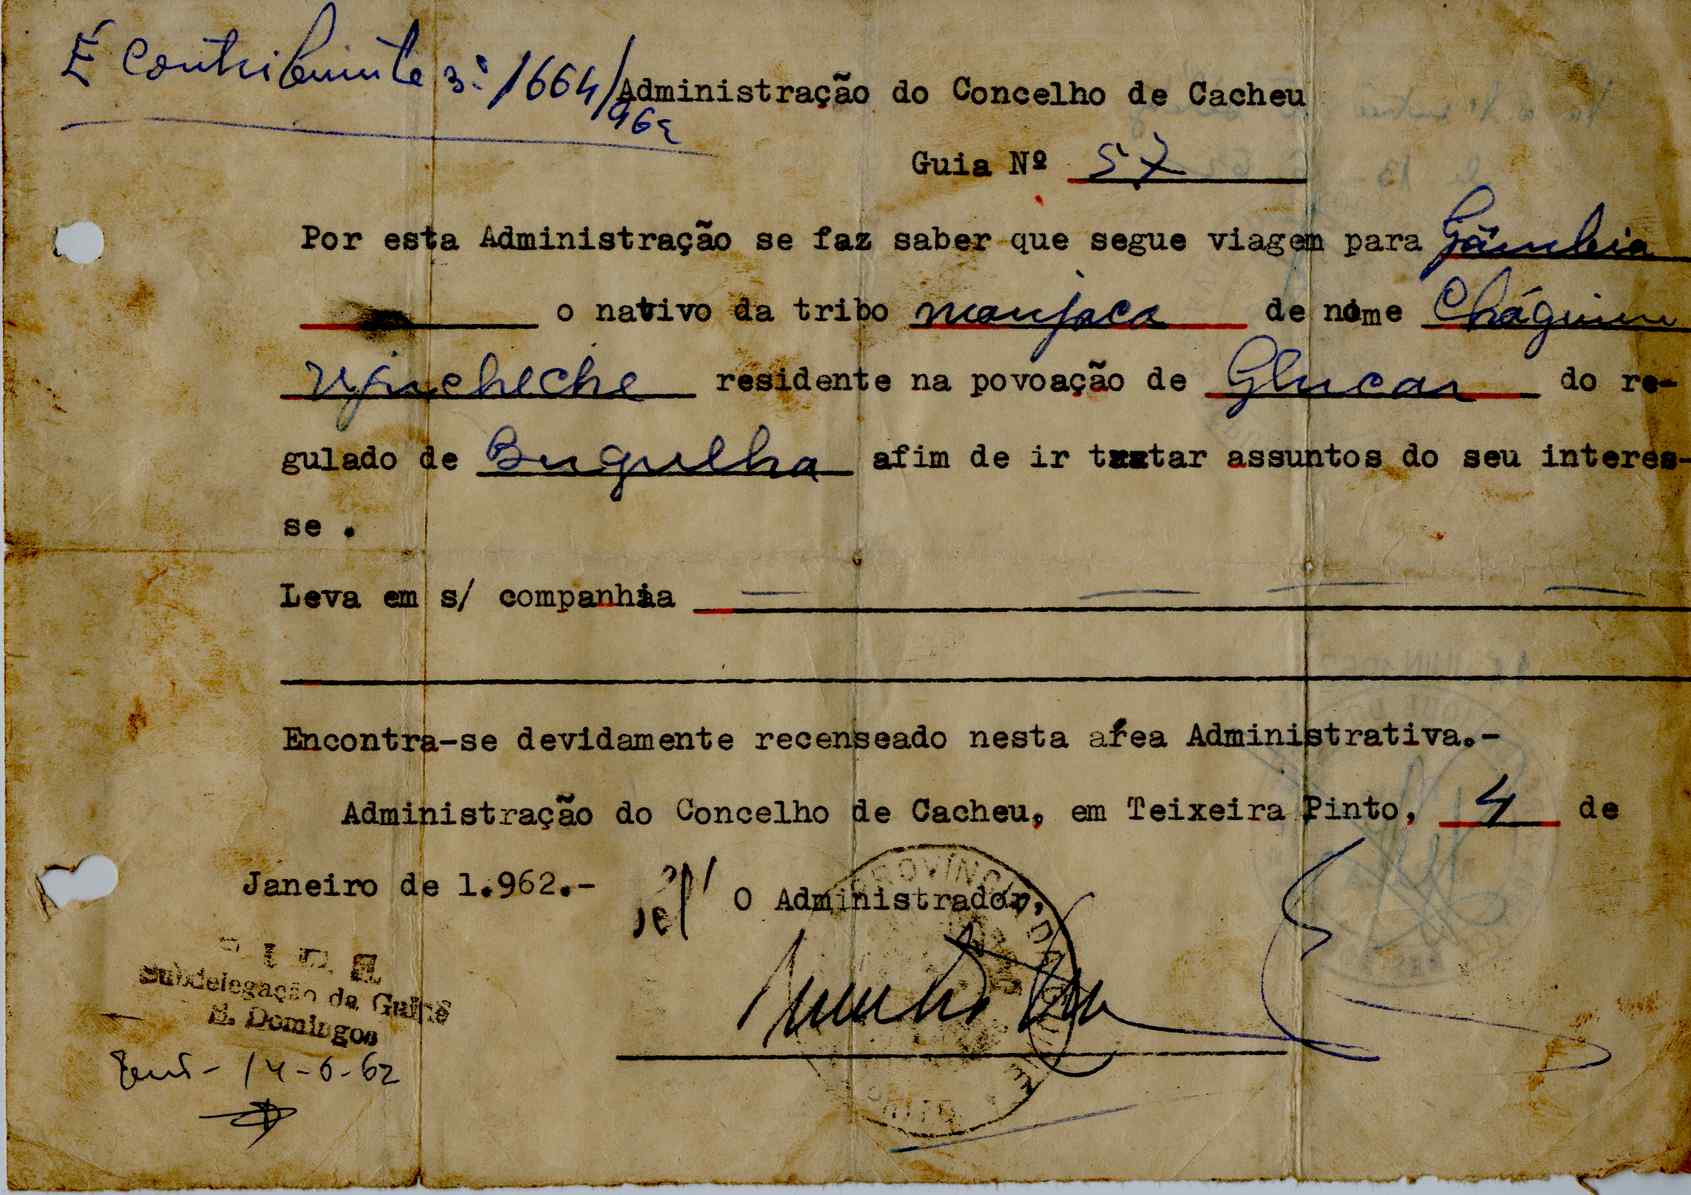 É contribuinte 3.º 1664/962
Administração do Concelho de Cacheu
Guia Nº 57
Por esta Administração se faz saber que segue viagem para Gâmbia
o nativo da tribo manjaca de nome Cháguim
residente na povoação de Glucar do re-
gulado de Bugulha afim de ir tratar assuntos do seu interes-
se .
Leva em s/ companhia
Encontra-se devidamente recenseado nesta area Administrativa.-
Administração do Concelho de Cacheu, em Teixeira Pinto, 4 de
Janeiro de 1.962.-
O Administrador,
P I D E
Subdelegação da Guiné
S. Domingos
14-6-62